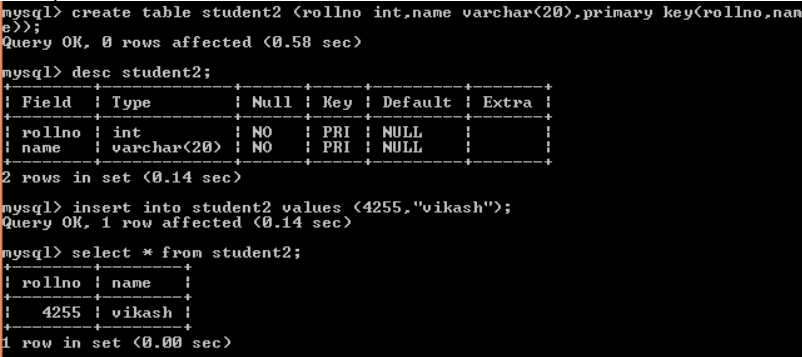 mysql> create table student2 (rollno int,name varchar(20),primary key(rollno,nam
e));
Query OK, 0 rows affected (0.58 sec)
mysql> desc student2;
+--------+-------------+------+-----+---------+-------+
| Field  | Type        | Null | Key | Default | Extra |
+--------+-------------+------+-----+---------+-------+
| rollno | int         | NO   | PRI | NULL    |       |
| name   | varchar(20) | NO   | PRI | NULL    |       |
+--------+-------------+------+-----+---------+-------+
2 rows in set (0.14 sec)
mysql> insert into student2 values (4255,"vikash");
Query OK, 1 row affected (0.14 sec)
mysql> select * from student2;
+--------+--------+
| rollno | name   |
+--------+--------+
|   4255 | vikash |
+--------+--------+
1 row in set (0.00 sec)